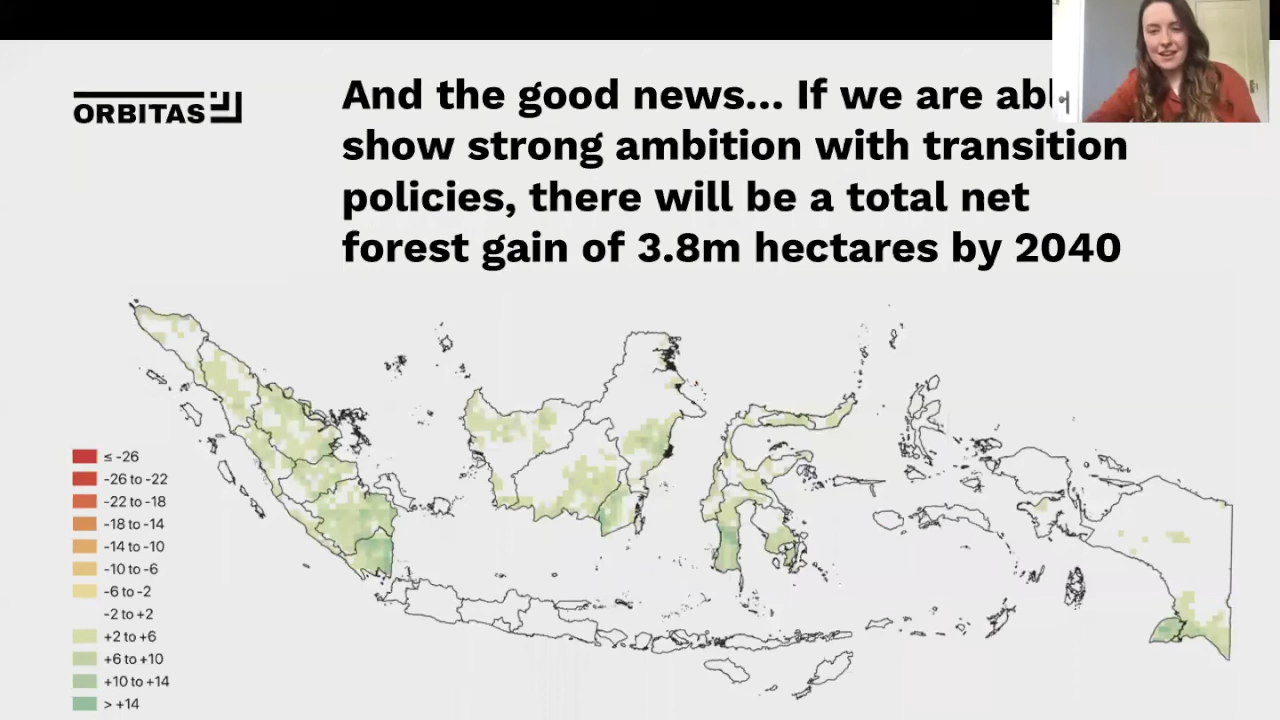 ORBITAS
And the good news... If we are abl
show strong ambition with transition
policies, there will be a total net
forest gain of 3.8m hectares by 2040
≤ -26
-26 to -22
-22 to -18
-18 to -14
-14 to -10
-10 to -6
-6 to -2
-2 to +2
+2 to +6
+6 to +10
+10 to +14
> +14